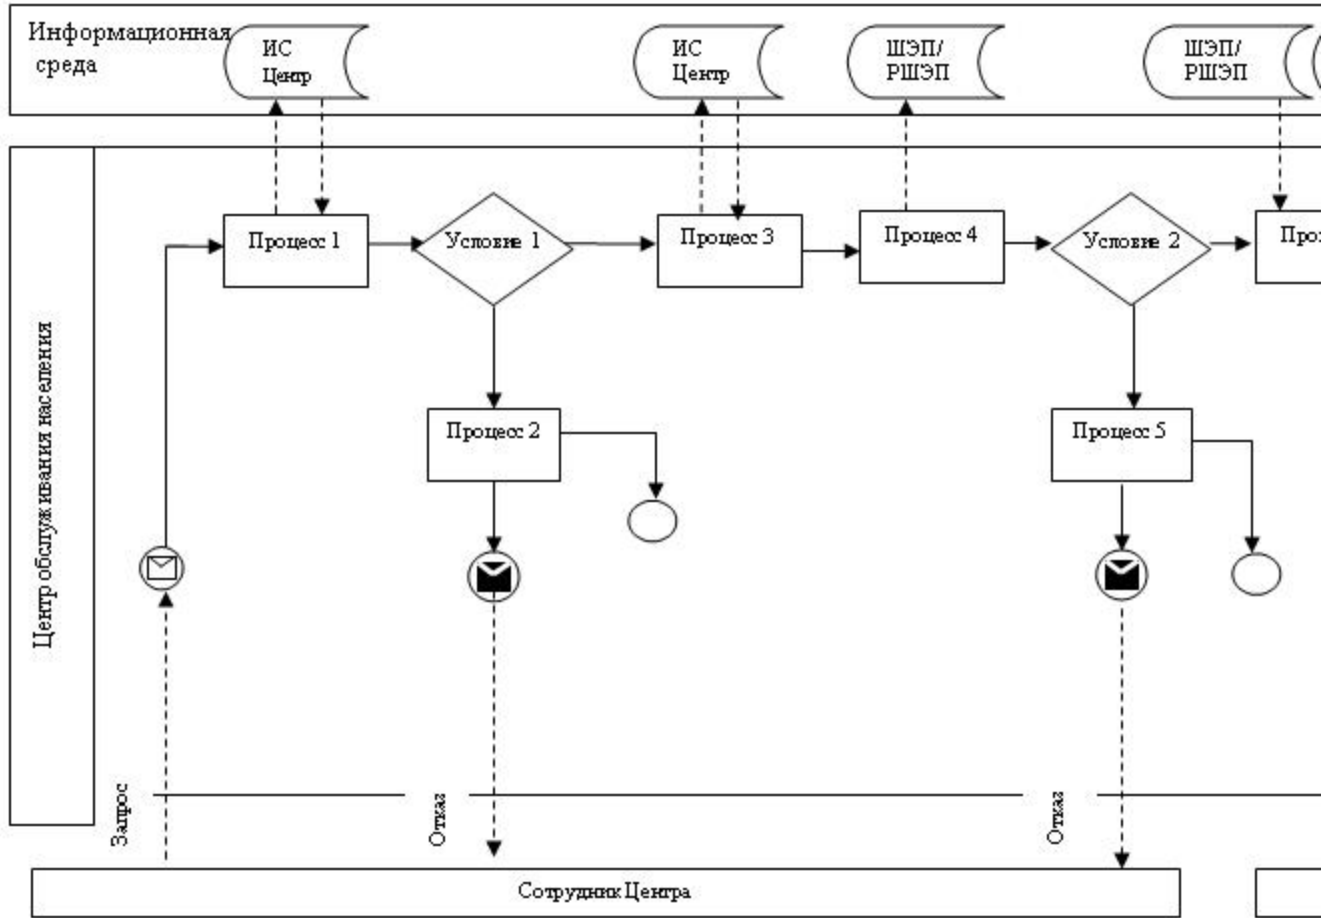 Информационная
среда
ИС
Центр
ИС
Центр
ШЭП/
РШЭП
ШЭП/
РШЭП
Процесс 1
Условие 1
Процесс 3
Процесс 4
Условие 2
Процесс 2
Процесс 5
Центр обслуживания населения
Запрос
Отказ
Отказ
Сотрудник Центра